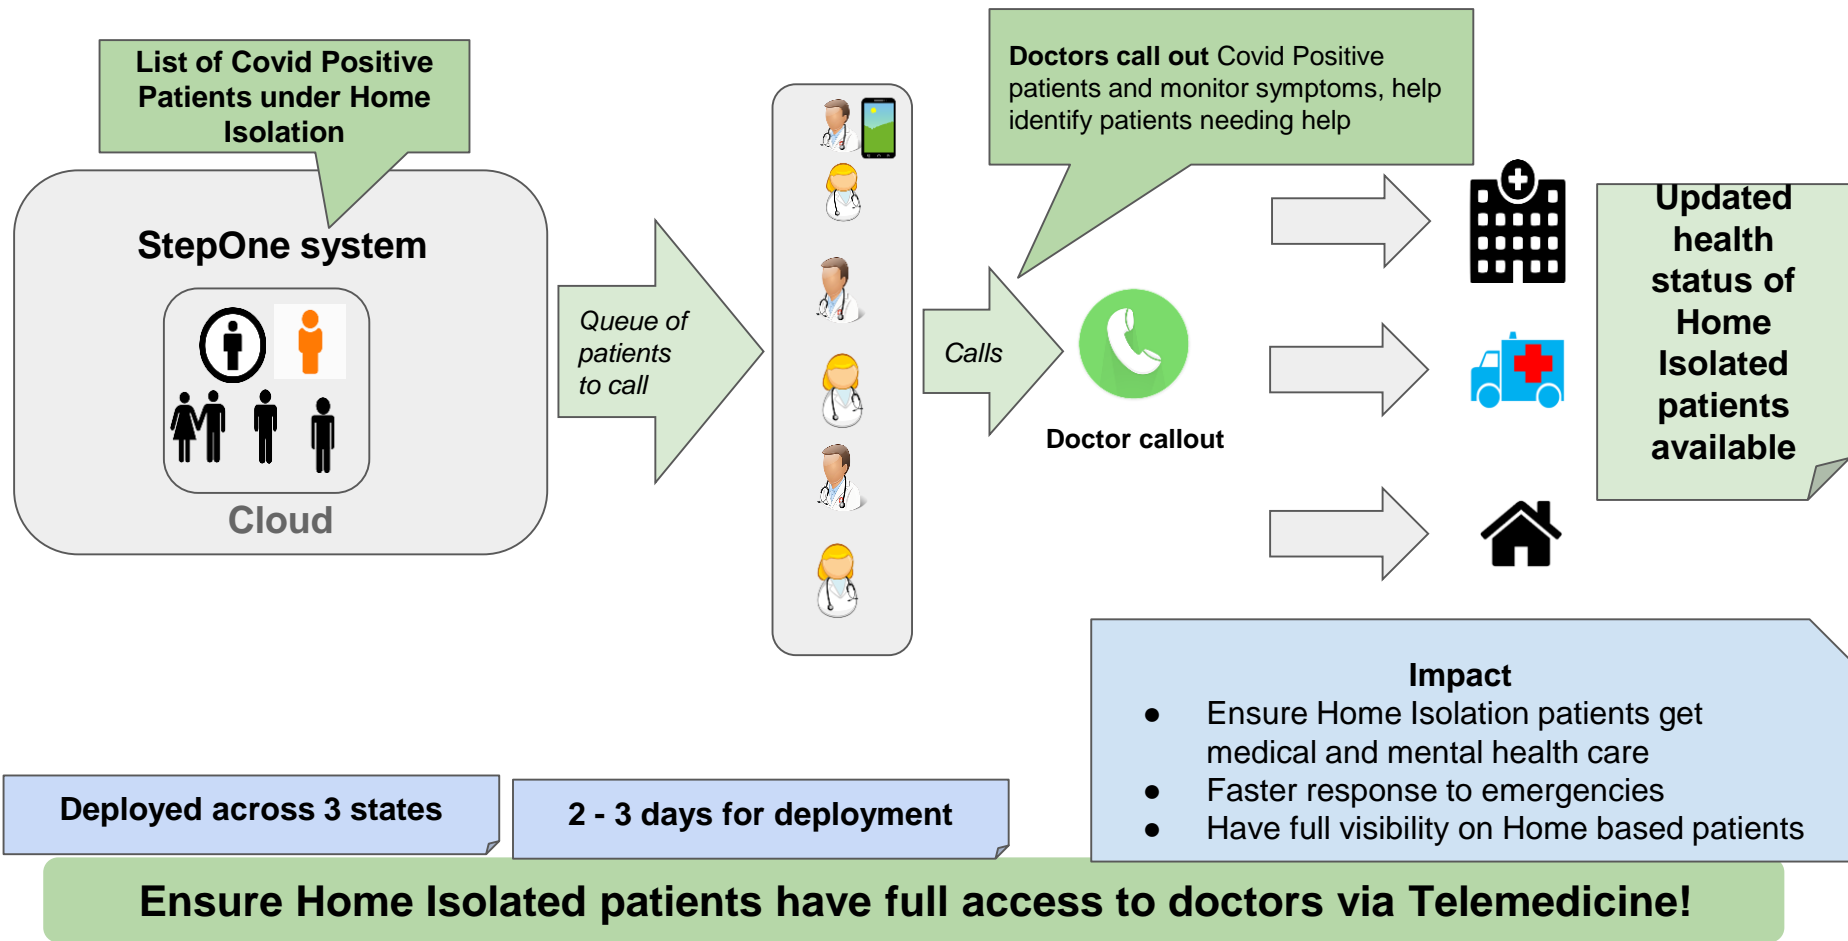 List of Covid Positive
Patients under Home
Isolation
StepOne system
Cloud
Queue of
patients
to call
Calls
Doctors call out Covid Positive
patients and monitor symptoms, help
identify patients needing help
Doctor callout
Updated
health
status of
Home
Isolated
patients
available
Impact
● Ensure Home Isolation patients get
medical and mental health care
● Faster response to emergencies
● Have full visibility on Home based patients
Deployed across 3 states
2 - 3 days for deployment
Ensure Home Isolated patients have full access to doctors via Telemedicine!